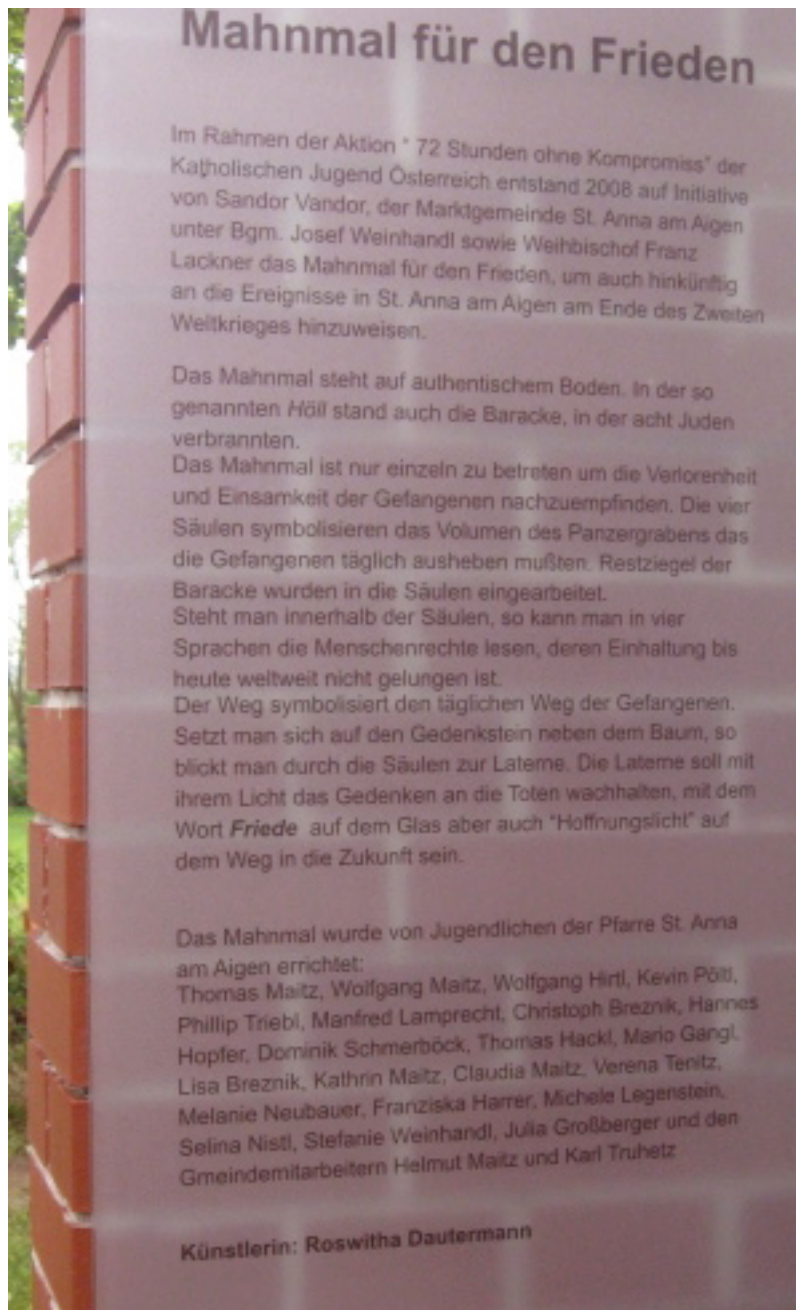 Mahnmal für den Frieden
Im Rahmen der Aktion " 72 Stunden ohne Kompromiss" der
Katholischen Jugend Österreich entstand 2008 auf Initiative
von Sandor Vandor, der Marktgemeinde St. Anna am Aigen
unter Bgm. Josef Weinhandl sowie Weihbischof Franz
Lackner das Mahnmal für den Frieden, um auch hinkünftig
an die Ereignisse in St. Anna am Aigen am Ende des Zweiten
Weltkrieges hinzuweisen.
Das Mahnmal steht auf authentischem Boden. In der so
genannten Höll stand auch die Baracke, in der acht Juden
verbrannten.
Das Mahnmal ist nur einzeln zu betreten um die Verlorenheit
und Einsamkeit der Gefangenen nachzuempfinden. Die vier
Säulen symbolisieren das Volumen des Panzergrabens das
die Gefangenen täglich ausheben mußten. Restziegel der
Baracke wurden in die Säulen eingearbeitet.
Steht man innerhalb der Säulen, so kann man in vier
Sprachen die Menschenrechte lesen, deren Einhaltung bis
heute weltweit nicht gelungen ist.
Der Weg symbolisiert den täglichen Weg der Gefangenen.
Setzt man sich auf den Gedenkstein neben dem Baum, so
blickt man durch die Säulen zur Laterne. Die Laterne soll mit
ihrem Licht das Gedenken an die Toten wachhalten, mit dem
Wort Friede auf dem Glas aber auch "Hoffnungslicht" auf
dem Weg in die Zukunft sein.
Das Mahnmal wurde von Jugendlichen der Pfarre St. Anna
am Aigen errichtet:
Thomas Maitz, Wolfgang Maitz, Wolfgang Hirtl, Kevin Pöltl,
Phillip Triebl, Manfred Lamprecht, Christoph Breznik, Hannes
Hopfer, Dominik Schmerböck, Thomas Hackl, Mario Gangl,
Lisa Breznik, Kathrin Maitz, Claudia Maitz, Verena Tenitz,
Melanie Neubauer, Franziska Harrer, Michele Legenstein,
Selina Nistl, Stefanie Weinhandl, Julia Großberger und den
Gmeindemitarbeitern Helmut Maitz und Karl Truhetz
Künstlerin: Roswitha Dautermann